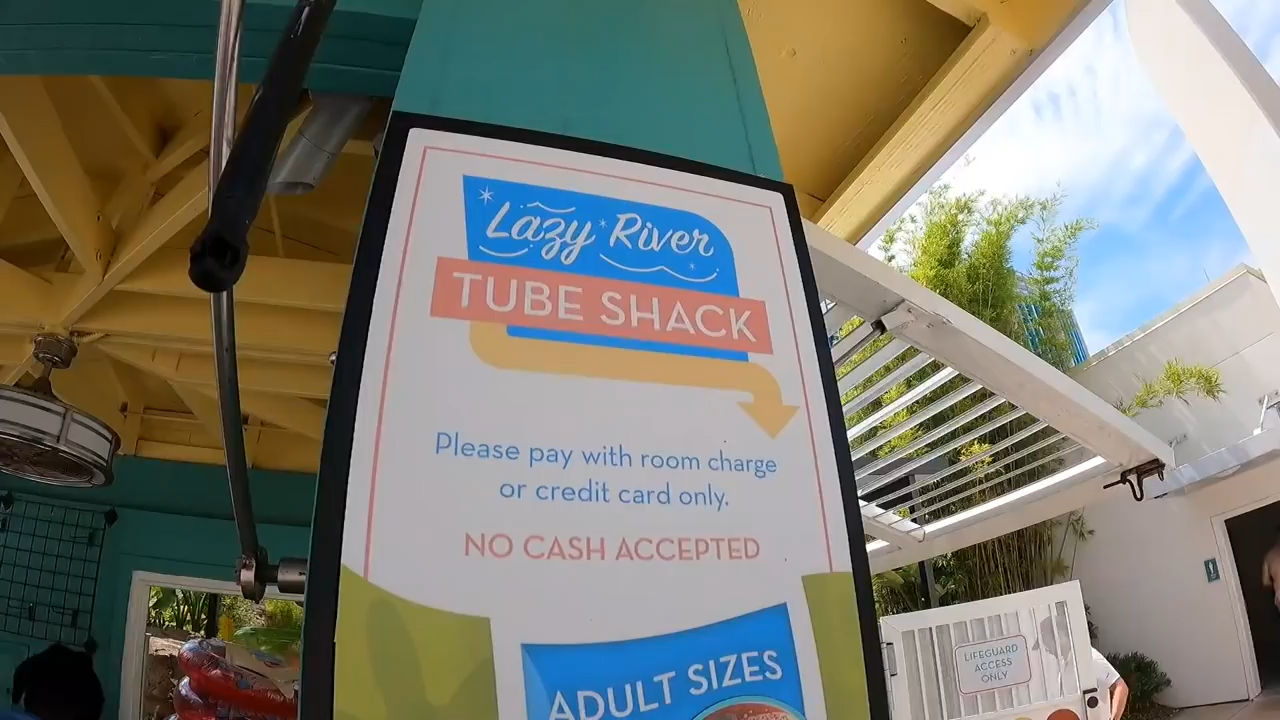 Lazy River
TUBE SHACK
Please pay with room charge
or credit card only.
NO CASH ACCEPTED
ADULT SIZES
LIFEGUARD
ACCESS
ONLY